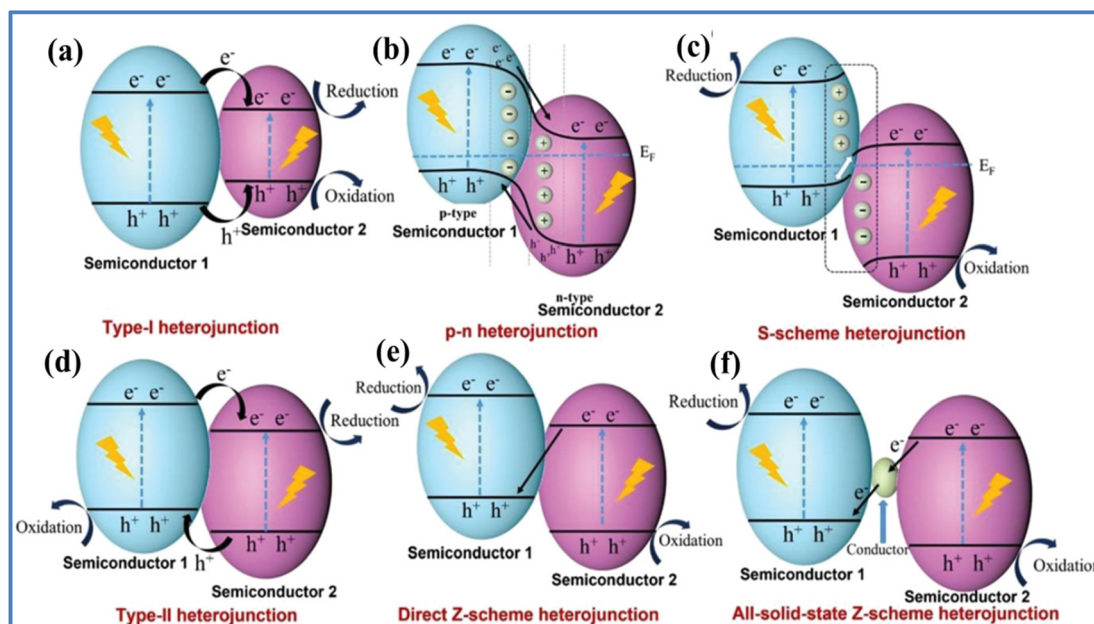 (a)
e-
e- e-
e- e-
Reduction
h+ h+
h+ h+
Oxidation
h+
Semiconductor 2
Semiconductor 1
Type-I heterojunction
(b)
e- e-
e-
e- e-
e- e-
EF
p-type
Semiconductor 1
h+ h+
n-type
Semiconductor 2
p-n heterojunction
(c)
Reduction
e- e-
e- e-
EF
h+ h+
Semiconductor 1
h+ h+
Oxidation
Semiconductor 2
S-scheme heterojunction
(d)
e-
e- e-
e- e-
Reduction
Oxidation
h+ h+
h+ h+
h+
Semiconductor 1
Semiconductor 2
Type-II heterojunction
(e)
Reduction
e- e-
e- e-
h+ h+
h+ h+
Oxidation
Semiconductor 1
Semiconductor 2
Direct Z-scheme heterojunction
(f)
Reduction
e- e-
e- e-
e-
e-
h+ h+
Conductor
h+ h+
Oxidation
Semiconductor 1
Semiconductor 2
All-solid-state Z-scheme heterojunction